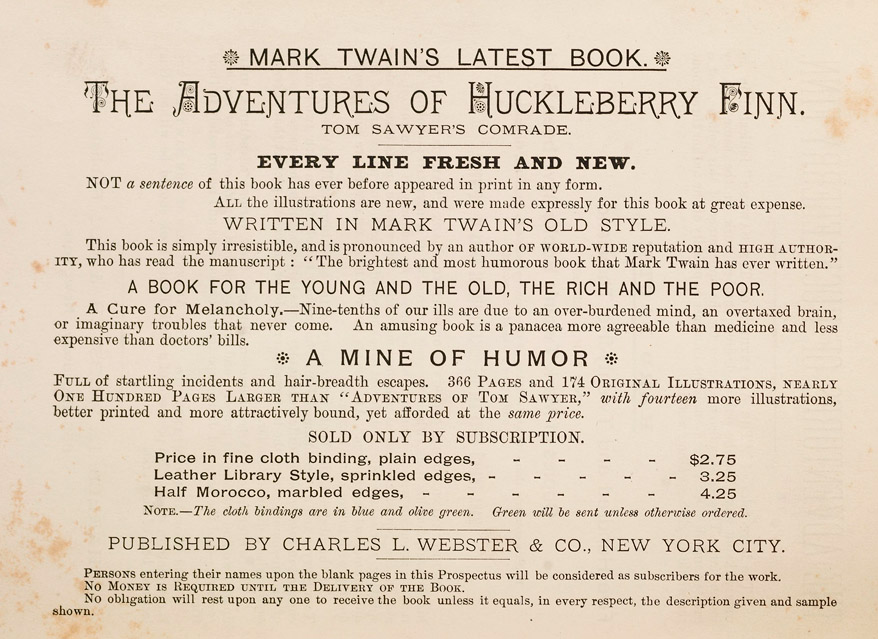 MARK TWAIN'S LATEST BOOK.
THE ADVENTURES OF HUCKLEBERRY FINN.
TOM SAWYER'S COMRADE.
EVERY LINE FRESH AND NEW.
NOT a sentence of this book has ever before appeared in print in any form.
ALL the illustrations are new, and were made expressly for this book at great expense.
WRITTEN IN MARK TWAIN'S OLD STYLE.
This book is simply irresistible, and is pronounced by an author OF WORLD-WIDE reputation and HIGH AUTHOR-
ITY, who has read the manuscript : "The brightest and most humorous book that Mark Twain has ever written."
A BOOK FOR THE YOUNG AND THE OLD, THE RICH AND THE POOR.
A Cure for Melancholy.—Nine-tenths of our ills are due to an over-burdened mind, an overtaxed brain,
or imaginary troubles that never come. An amusing book is a panacea more agreeable than medicine and less
expensive than doctors' bills.
A MINE OF HUMOR
FULL of startling incidents and hair-breadth escapes. 366 PAGES and 174 ORIGINAL ILLUSTRATIONS, NEARLY
ONE HUNDRED PAGES LARGER THAN "ADVENTURES OF TOM SAWYER," with fourteen more illustrations,
better printed and more attractively bound, yet afforded at the same price.
SOLD ONLY BY SUBSCRIPTION.
Price in fine cloth binding, plain edges, - - - - $2.75
Leather Library Style, sprinkled edges, - - - - - 3.25
Half Morocco, marbled edges, - - - - - - 4.25
NOTE.—The cloth bindings are in blue and olive green. Green will be sent unless otherwise ordered.
PUBLISHED BY CHARLES L. WEBSTER & CO., NEW YORK CITY.
PERSONS entering their names upon the blank pages in this Prospectus will be considered as subscribers for the work.
NO MONEY IS REQUIRED UNTIL THE DELIVERY OF THE BOOK.
No obligation will rest upon any one to receive the book unless it equals, in every respect, the description given and sample
shown.